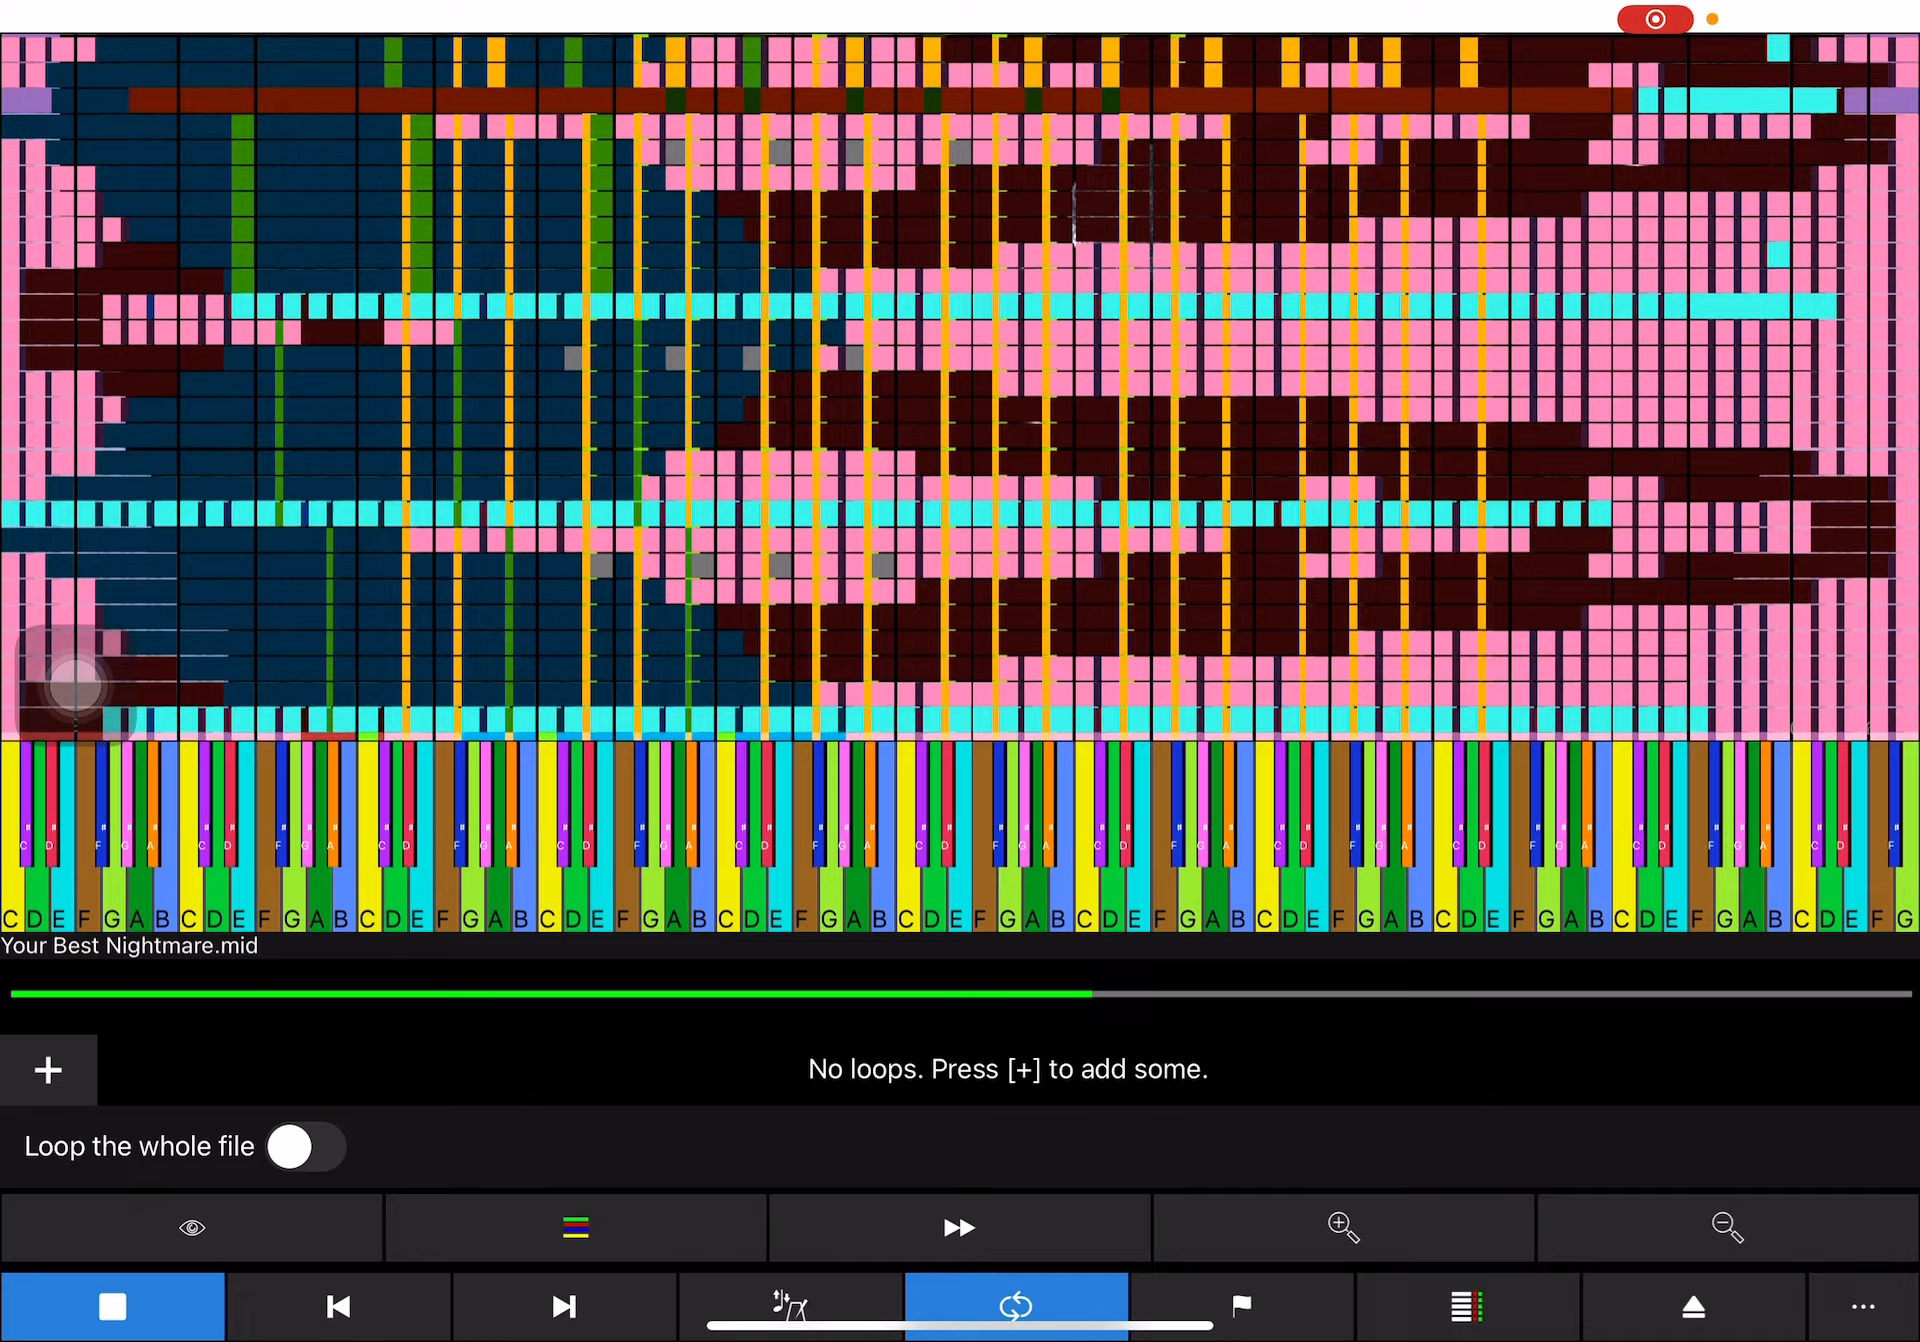 C D F G A C D F G A C D F G A C D F G A C D F G A C D F G A C D F G A C D F G A C D F G A C D F G A C D F
C D E F G A B C D E F G A B C D E F G A B C D E F G A B C D E F G A B C D E F G A B C D E F G A B C D E F G A B C D E F G A B C D E F G A B C D E F G
Your Best Nightmare.mid
No loops. Press [+] to add some.
Loop the whole file